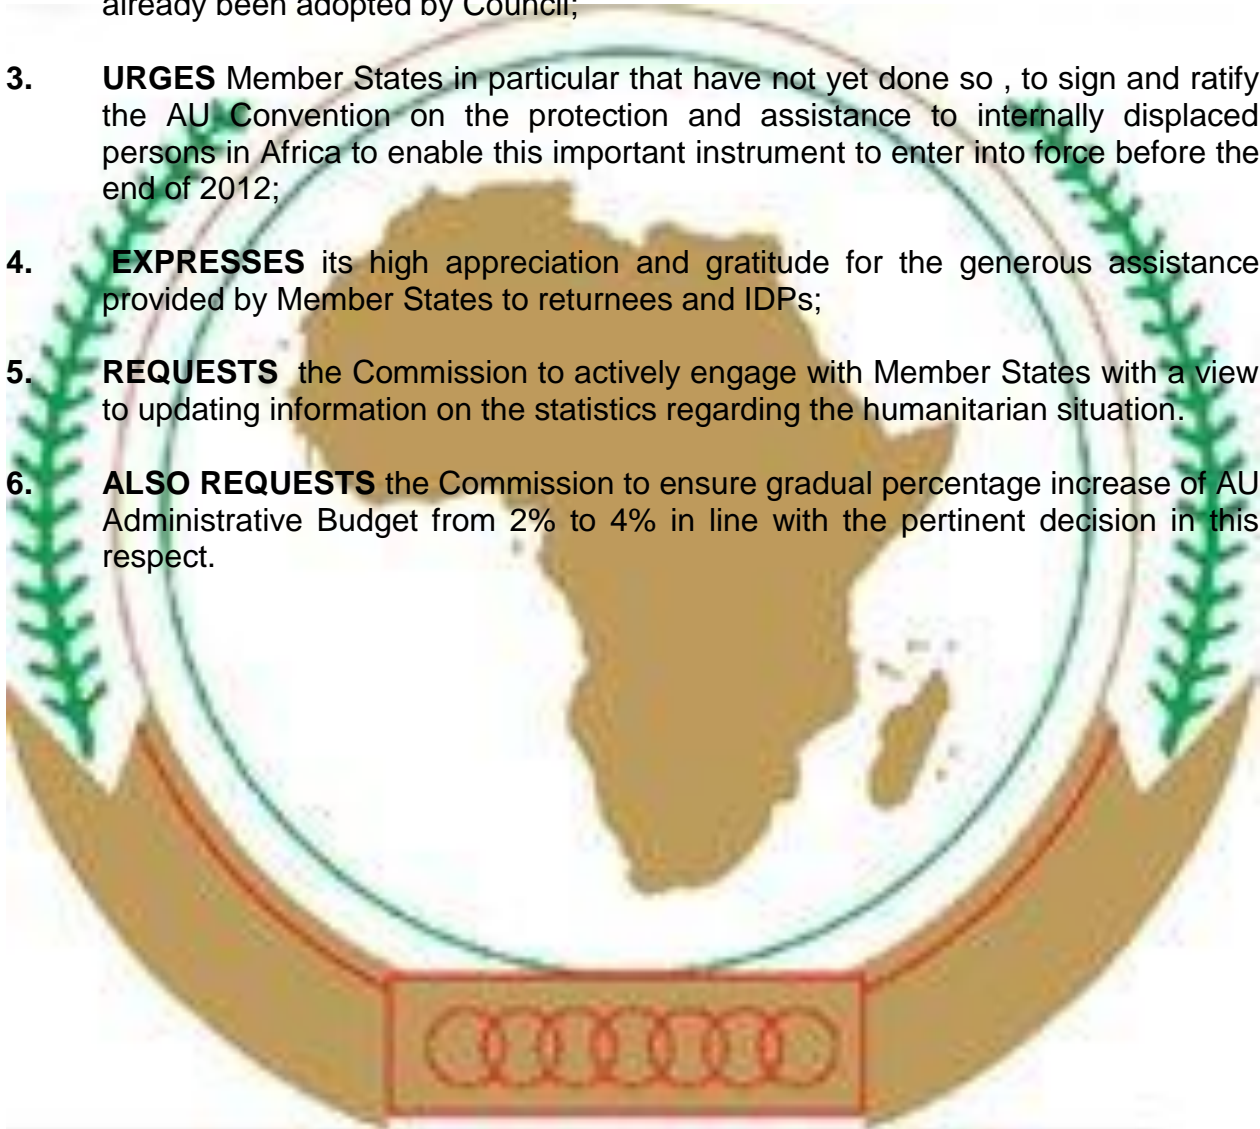 already been adopted by Council;
3. URGES Member States in particular that have not yet done so , to sign and ratify
the AU Convention on the protection and assistance to internally displaced
persons in Africa to enable this important instrument to enter into force before the
end of 2012;
4. EXPRESSES its high appreciation and gratitude for the generous assistance
provided by Member States to returnees and IDPs;
5. REQUESTS the Commission to actively engage with Member States with a view
to updating information on the statistics regarding the humanitarian situation.
6. ALSO REQUESTS the Commission to ensure gradual percentage increase of AU
Administrative Budget from 2% to 4% in line with the pertinent decision in this
respect.